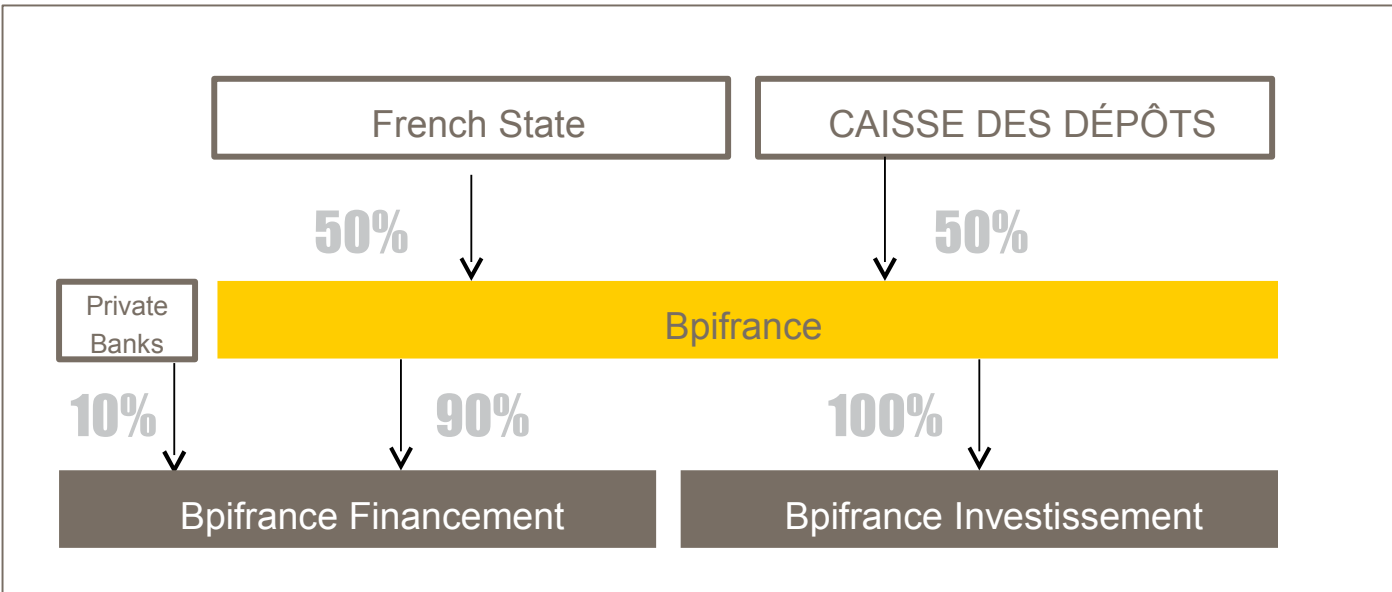 French State
CAISSE DES DÉPÔTS
50%
50%
Private
Banks
Bpifrance
10%
90%
100%
Bpifrance Financement
Bpifrance Investissement